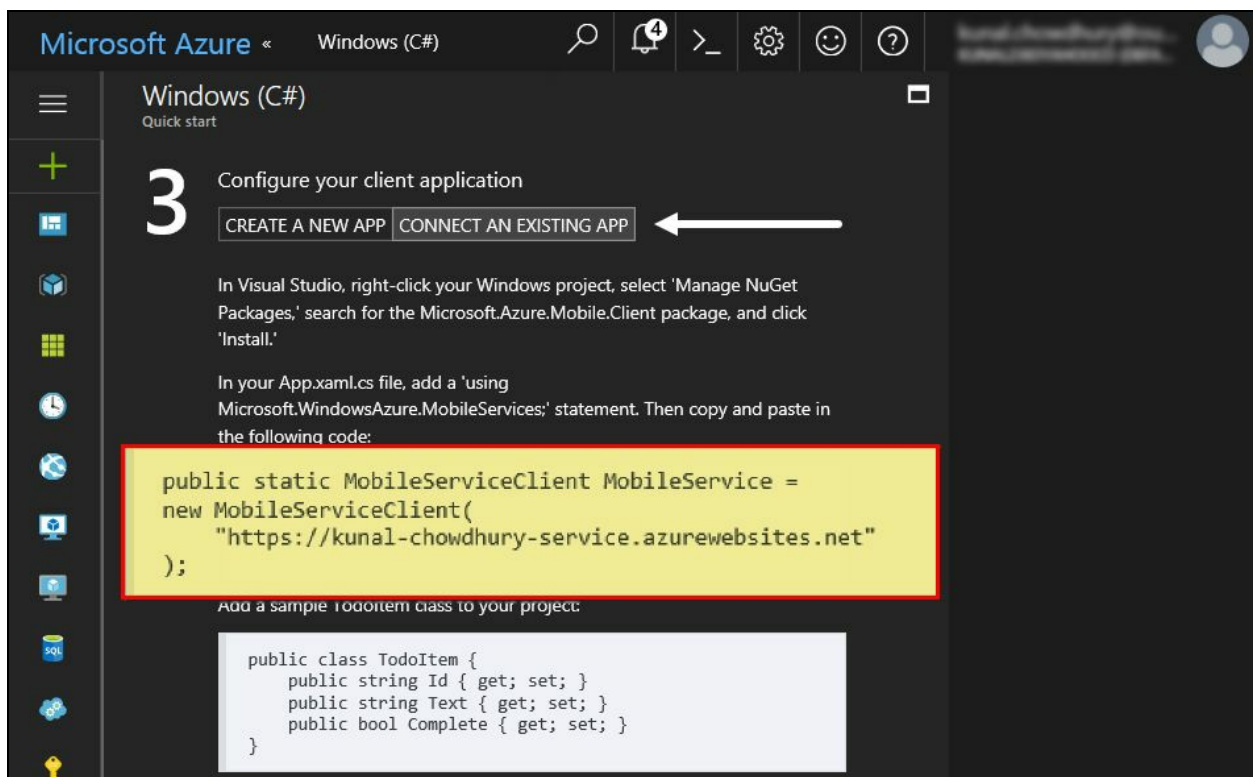 Microsoft Azure « Windows (C#) 4
Windows (C#)
Quick start
3 Configure your client application
CREATE A NEW APP CONNECT AN EXISTING APP
In Visual Studio, right-click your Windows project, select 'Manage NuGet
Packages,' search for the Microsoft.Azure.Mobile.Client package, and click
'Install.'
In your App.xaml.cs file, add a 'using
Microsoft.WindowsAzure.MobileServices;' statement. Then copy and paste in
the following code:
public static MobileServiceClient MobileService =
new MobileServiceClient(
"https://kunal-chowdhury-service.azurewebsites.net"
);
Add a sample TodoItem class to your project:
public class TodoItem {
public string Id { get; set; }
public string Text { get; set; }
public bool Complete { get; set; }
}
SQL